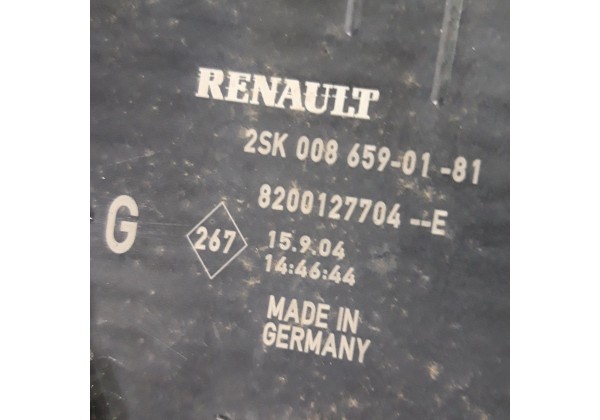 RENAULT
2SK 008 659-01 -81
8200127704 --E
G
267
15.9.04
14:46:44
MADE IN
GERMANY